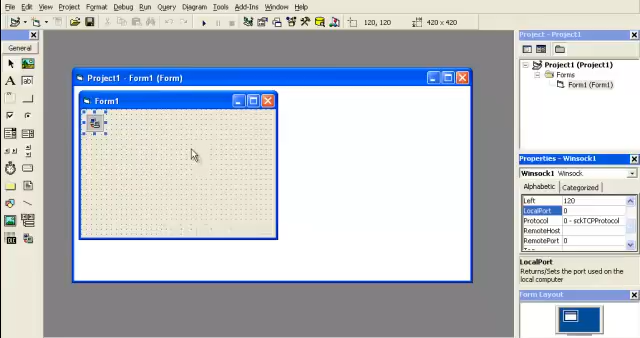 File Edit View Project Format Debug Run Query Diagram Tools Add-Ins Window Help
120, 120
420 x 420
General
A
ab
Project1 - Form1 (Form)
Form1
Project - Project1
Project1 (Project1)
Forms
Form1 (Form1)
Properties - Winsock1
Winsock1 Winsock
Alphabetic Categorized
Left 120
LocalPort 0
Protocol 0 - sckTCPProtocol
RemoteHost
RemotePort 0
LocalPort
Returns/Sets the port used on the
local computer
Form Layout